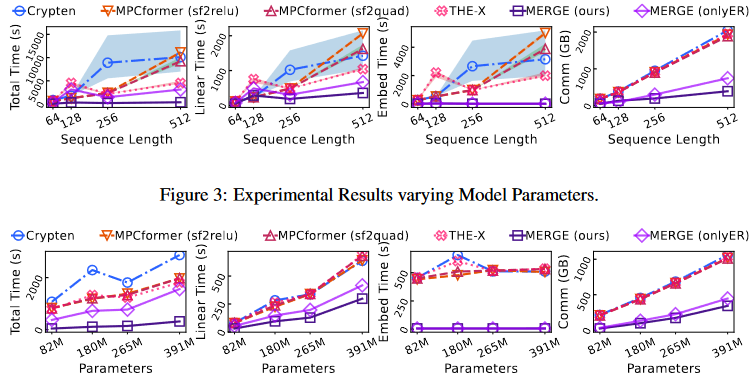 Crypten MPCformer (sf2relu) MPCformer (sf2quad) THE-X MERGE (ours) MERGE (onlyER)
Total Time (s)
5000
10000
15000
64 128 256 512
Sequence Length
Linear Time (s)
0
1000
2000
64 128 256 512
Sequence Length
Embed Time (s)
0
2000
4000
64 128 256 512
Sequence Length
Comm (GB)
0
1000
2000
64 128 256 512
Sequence Length
Figure 3: Experimental Results varying Model Parameters.
Crypten MPCformer (sf2relu) MPCformer (sf2quad) THE-X MERGE (ours) MERGE (onlyER)
Total Time (s)
0
2000
82M 180M 265M 391M
Parameters
Linear Time (s)
0
250
500
82M 180M 265M 391M
Parameters
Embed Time (s)
0
250
500
82M 180M 265M 391M
Parameters
Comm (GB)
0
500
1000
82M 180M 265M 391M
Parameters